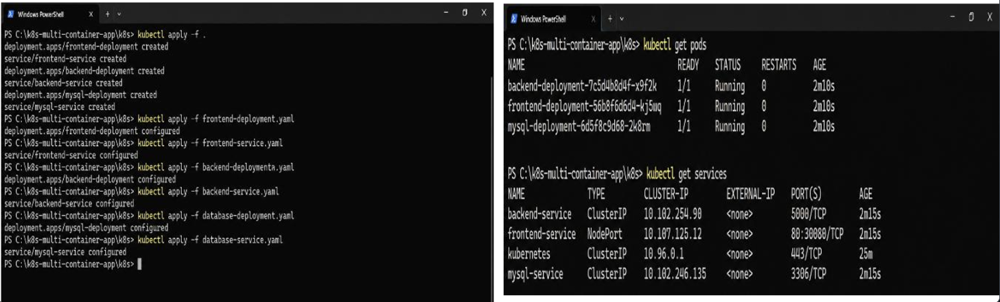 Windows PowerShell
PS C:\k8s-multi-container-app\k8s> kubectl apply -f .
deployment.apps/frontend-deployment created
service/frontend-service created
deployment.apps/backend-deployment created
service/backend-service created
deployment.apps/mysql-deployment created
service/mysql-service created
PS C:\k8s-multi-container-app\k8s> kubectl apply -f frontend-deployment.yaml
deployment.apps/frontend-deployment configured
PS C:\k8s-multi-container-app\k8s> kubectl apply -f frontend-service.yaml
service/frontend-service configured
PS C:\k8s-multi-container-app\k8s> kubectl apply -f backend-deploymenta.yaml
deployment.apps/backend-deployment configured
PS C:\k8s-multi-container-app\k8s> kubectl apply -f backend-service.yaml
service/backend-service configured
PS C:\k8s-multi-container-app\k8s> kubectl apply -f database-deployment.yaml
deployment.apps/mysql-deployment configured
PS C:\k8s-multi-container-app\k8s> kubectl apply -f database-service.yaml
service/mysql-service configured
PS C:\k8s-multi-container-app\k8s>
Windows PowerShell
PS C:\k8s-multi-container-app\k8s> kubectl get pods
NAME READY STATUS RESTARTS AGE
backend-deployment-7c5d4b8d4f-x9f2k 1/1 Running 0 2m10s
frontend-deployment-56b8f6d6d4-kj5wq 1/1 Running 0 2m10s
mysql-deployment-6d5f8c9d68-2k8rm 1/1 Running 0 2m10s
PS C:\k8s-multi-container-app\k8s> kubectl get services
NAME TYPE CLUSTER-IP EXTERNAL-IP PORT(S) AGE
backend-service ClusterIP 10.102.254.90 <none> 5000/TCP 2m15s
frontend-service NodePort 10.107.125.12 <none> 80:30080/TCP 2m15s
kubernetes ClusterIP 10.96.0.1 <none> 443/TCP 25m
mysql-service ClusterIP 10.102.246.135 <none> 3306/TCP 2m15s